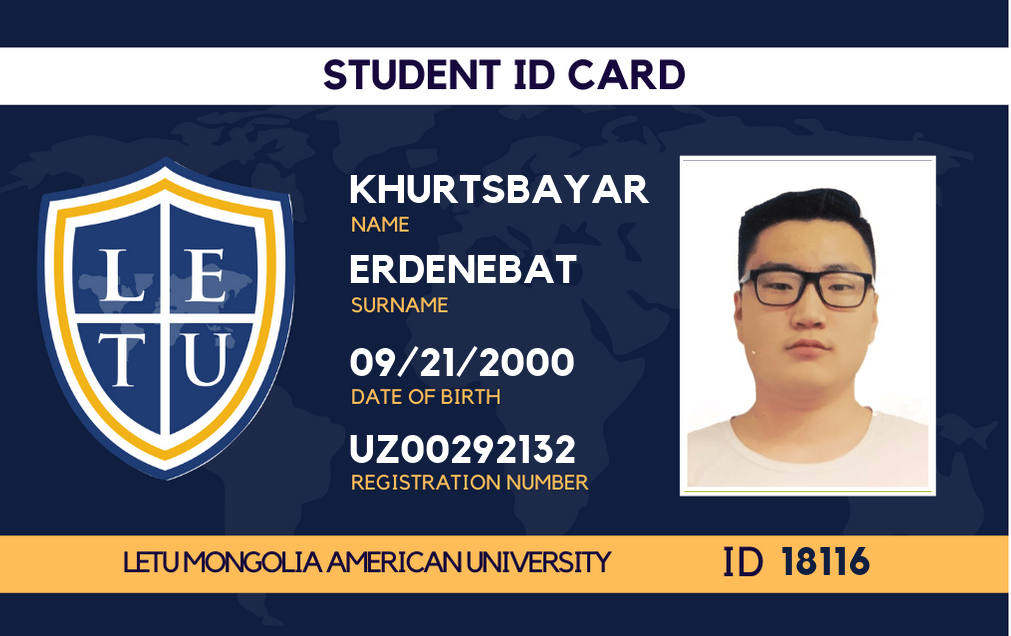 STUDENT ID CARD
L E
T U
KHURTSBAYAR
NAME
ERDENEBAT
SURNAME
09/21/2000
DATE OF BIRTH
UZ00292132
REGISTRATION NUMBER
LETU MONGOLIA AMERICAN UNIVERSITY
ID 18116